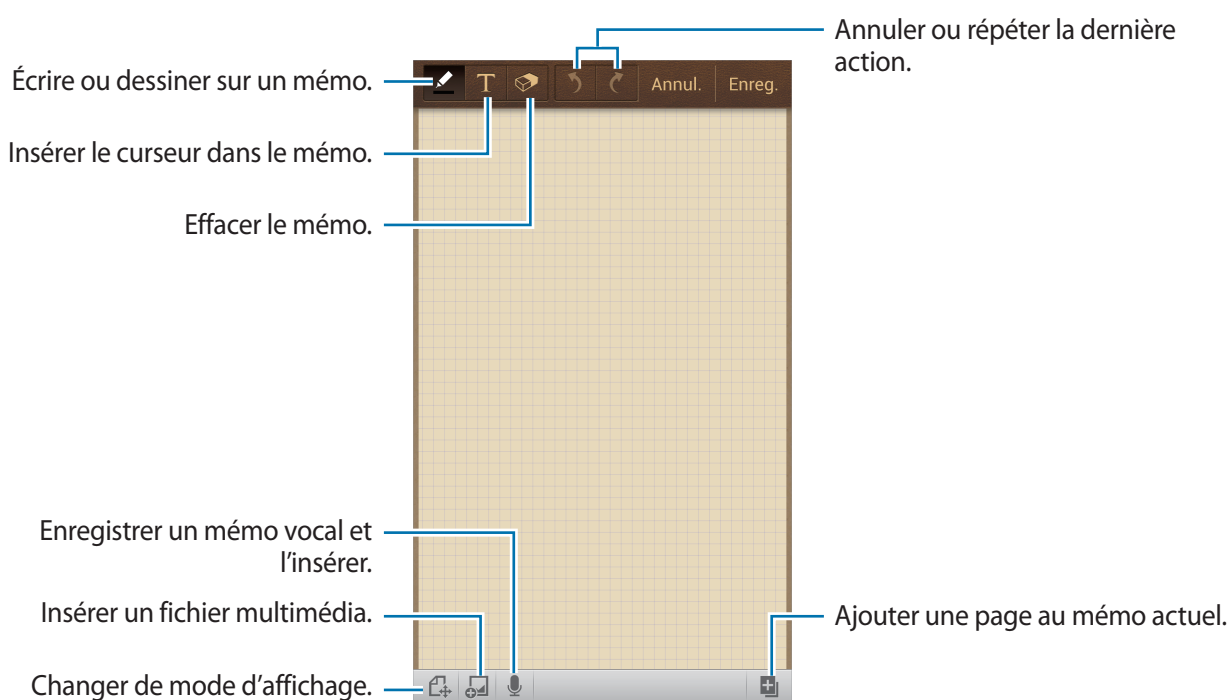 Annuler ou répéter la dernière
action.
Écrire ou dessiner sur un mémo.
T
Annul.
Enreg.
Insérer le curseur dans le mémo.
Effacer le mémo.
Enregistrer un mémo vocal et
l'insérer.
Insérer un fichier multimédia.
Ajouter une page au mémo actuel.
Changer de mode d'affichage.